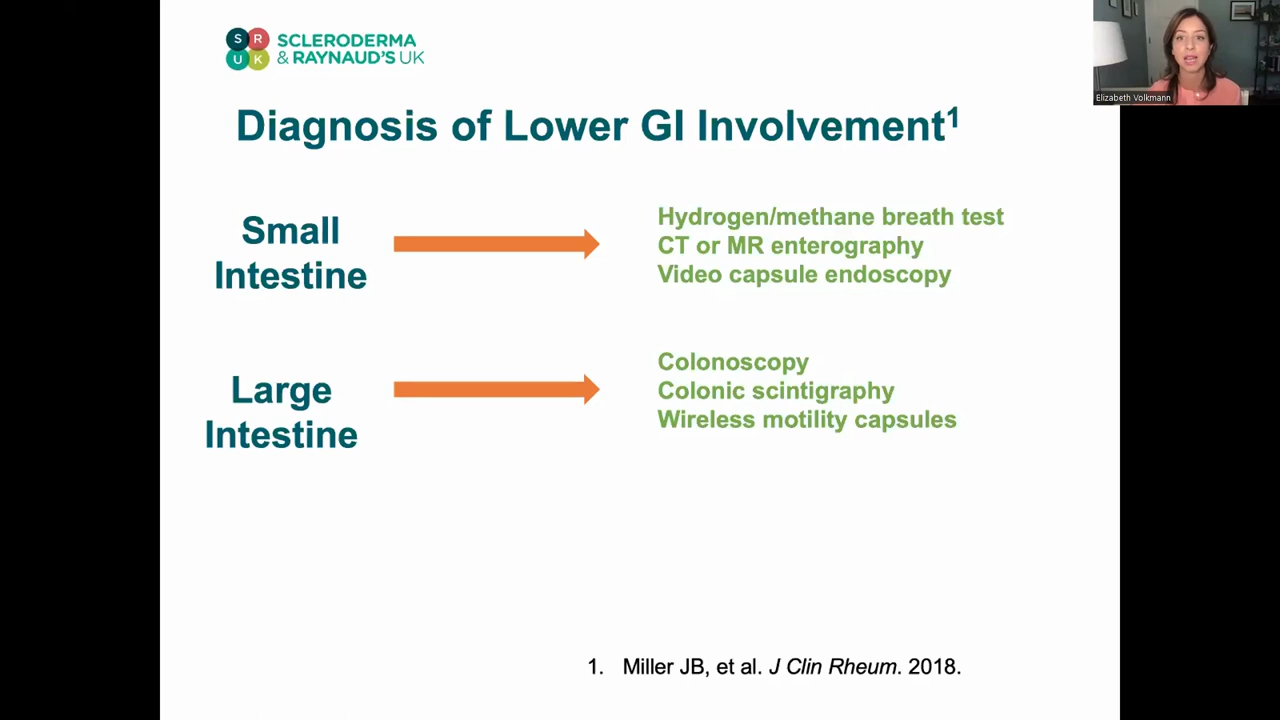 S R
U K
SCLERODERMA
& RAYNAUD'S UK
Elizabeth Volkmann
Diagnosis of Lower GI Involvement¹
Small
Intestine
Hydrogen/methane breath test
CT or MR enterography
Video capsule endoscopy
Large
Intestine
Colonoscopy
Colonic scintigraphy
Wireless motility capsules
1. Miller JB, et al. J Clin Rheum. 2018.